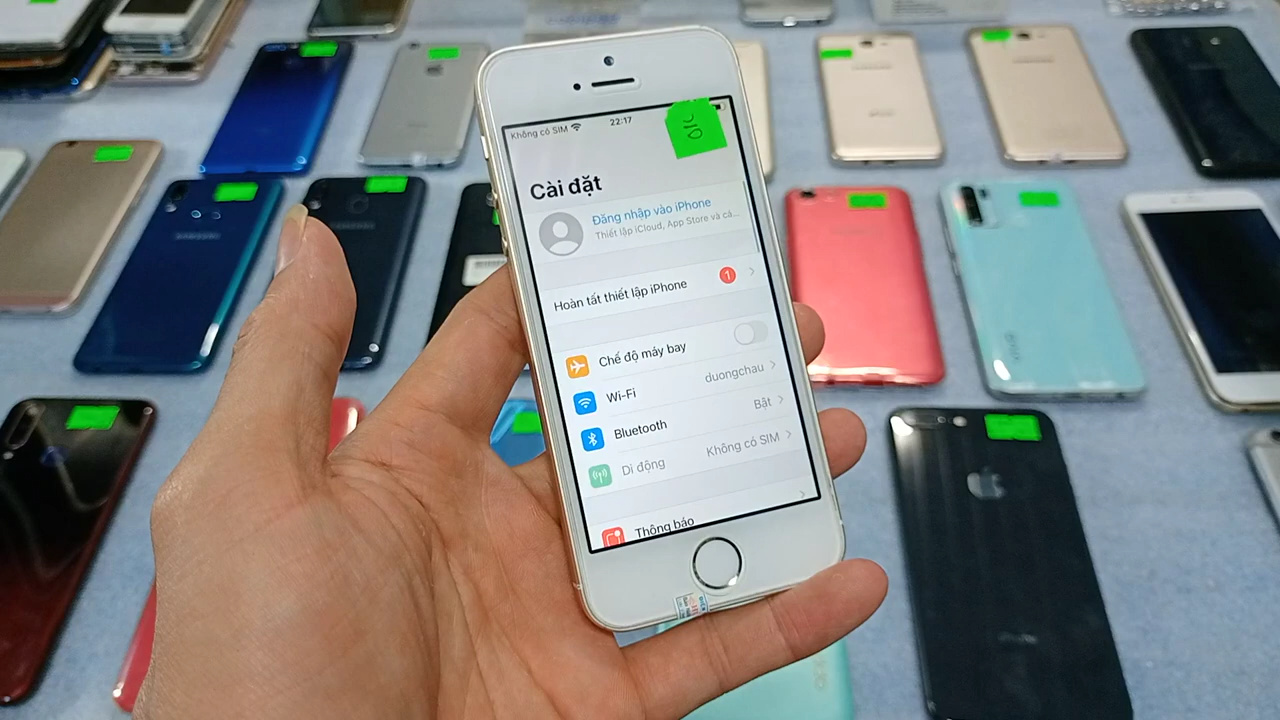 Không có SIM
22:17
Cài đặt
Đăng nhập vào iPhone
Thiết lập iCloud, App Store và cá...
Hoàn tất thiết lập iPhone
1
Chế độ máy bay
Wi-Fi
duongchau
Bluetooth
Bật
Di động
Không có SIM
Thông báo
SAMSUNG